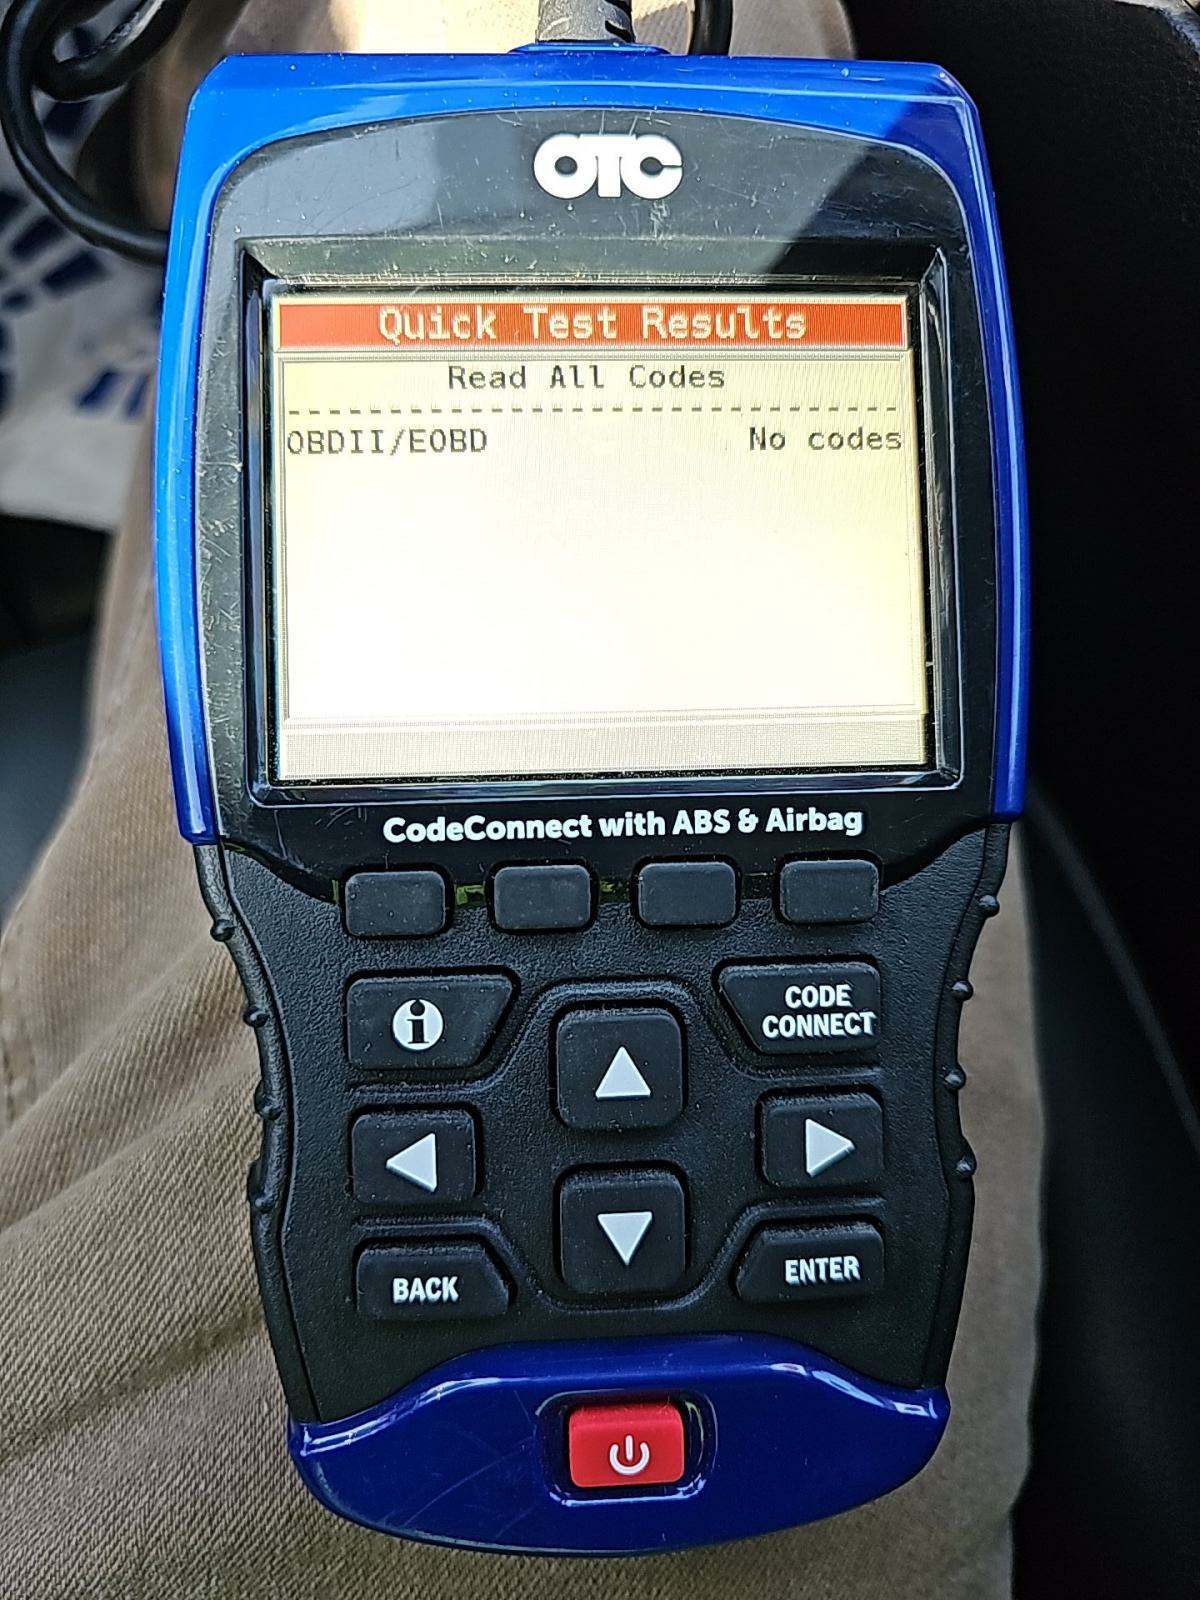 OTC
Quick Test Results
Read All Codes
OBDII/EOBD No codes
CodeConnect with ABS & Airbag
i
CODE
CONNECT
BACK
ENTER